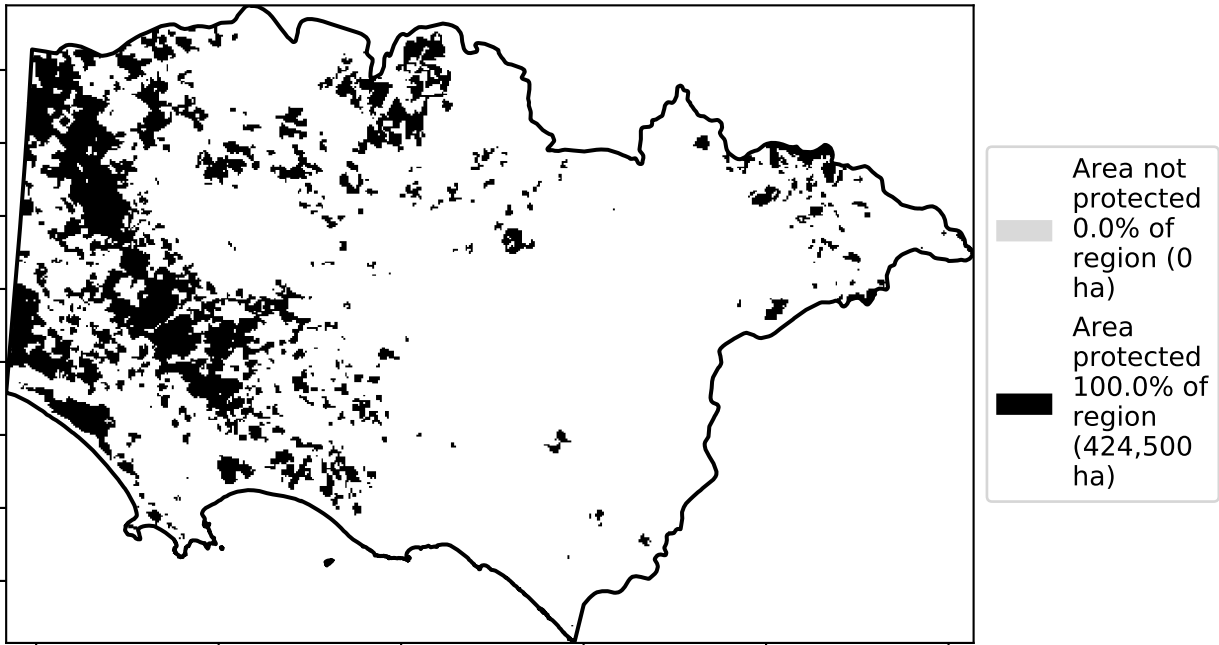 Area not
protected
0.0% of
region (0
ha)
Area
protected
100.0% of
region
(424,500
ha)